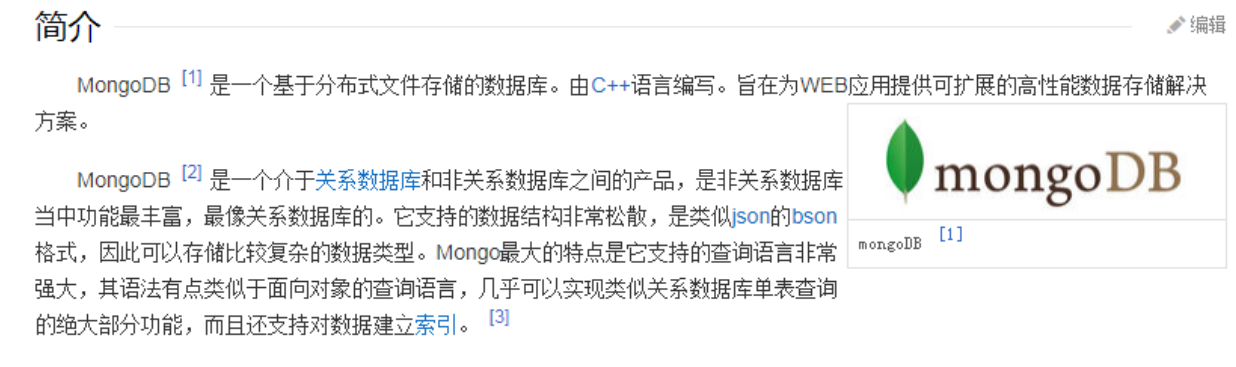 简介
编辑
MongoDB [1] 是一个基于分布式文件存储的数据库。由C++语言编写。旨在为WEB应用提供可扩展的高性能数据存储解决
方案。
mongoDB
mongoDB [1]
MongoDB [2] 是一个介于关系数据库和非关系数据库之间的产品，是非关系数据库
当中功能最丰富，最像关系数据库的。它支持的数据结构非常松散，是类似json的bson
格式，因此可以存储比较复杂的数据类型。Mongo最大的特点是它支持的查询语言非常
强大，其语法有点类似于面向对象的查询语言，几乎可以实现类似关系数据库单表查询
的绝大部分功能，而且还支持对数据建立索引。 [3]